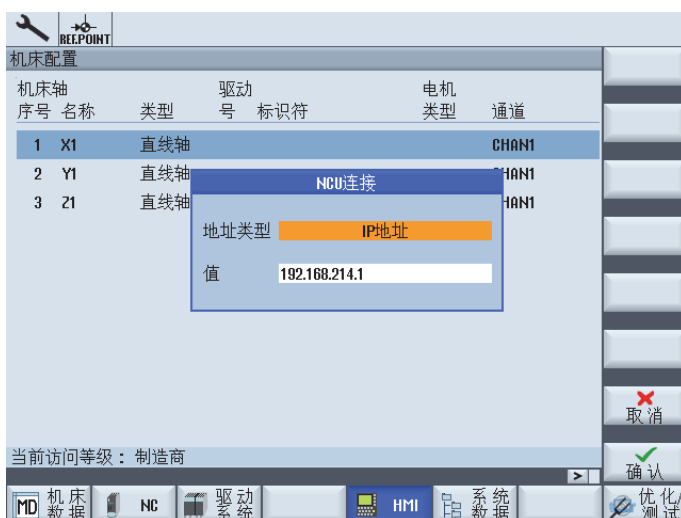 REF.POINT
机床配置
机床轴 驱动 电机
序号 名称 类型 号 标识符 类型 通道
1 X1 直线轴 CHAN1
2 Y1 直线轴 CHAN1
3 Z1 直线轴 CHAN1
NCU连接
地址类型 IP地址
值 192.168.214.1
取消
当前访问等级：制造商
确认
>
MD 机床数据 NC 驱动系统 HMI 系统数据 优化/测试